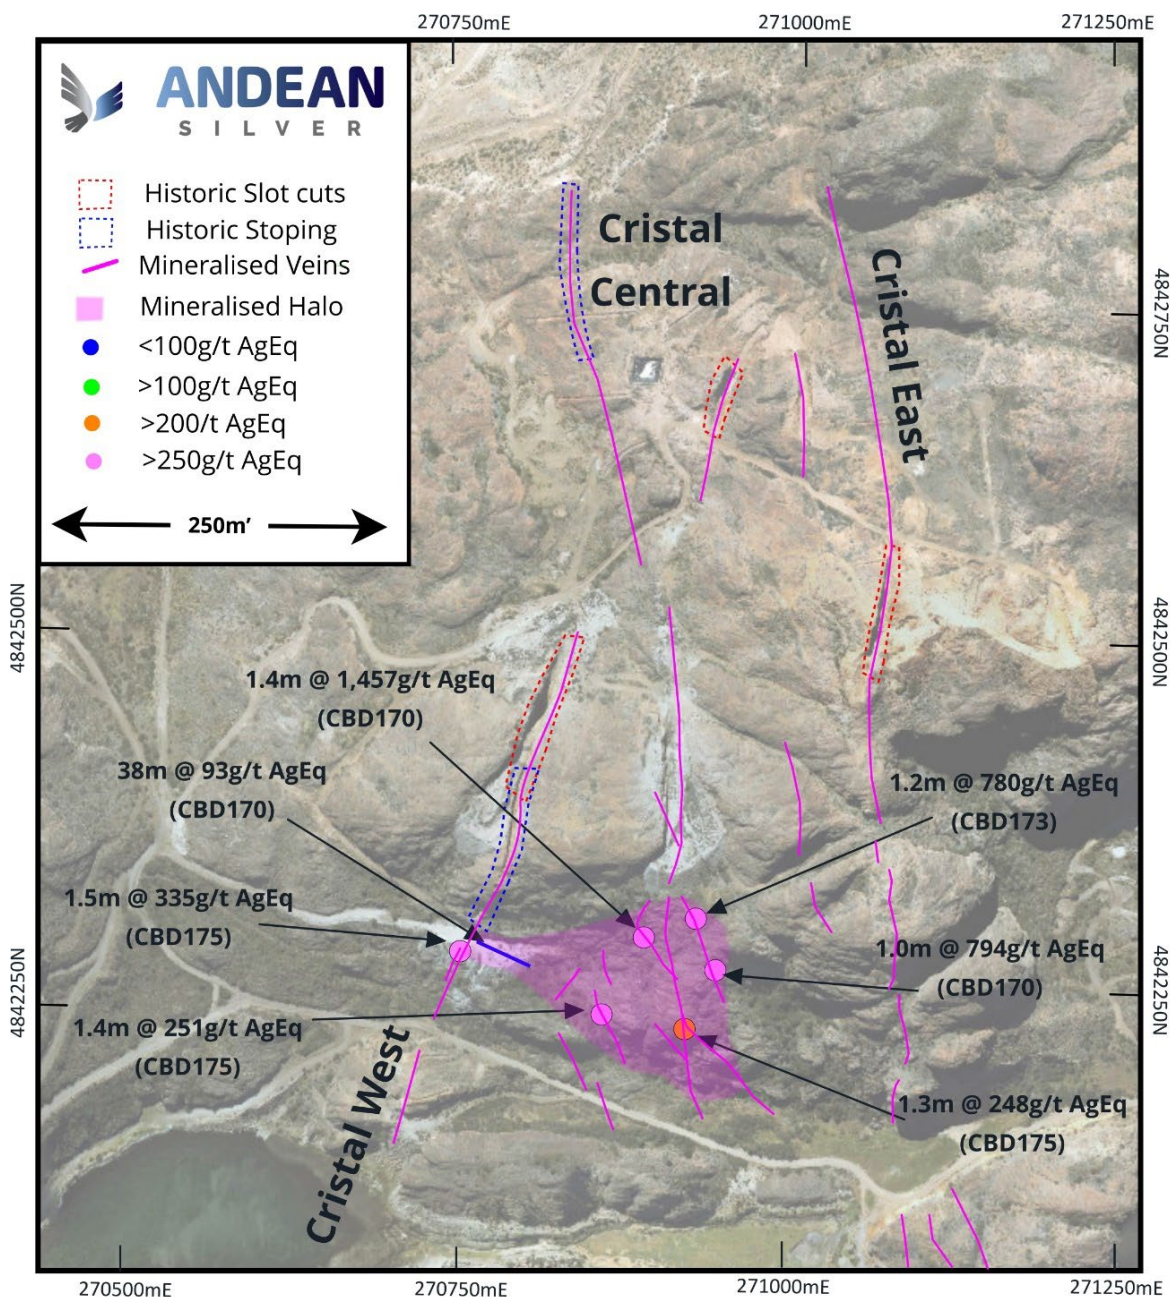 270750mE
271000mE
271250mE
ANDEAN
SILVER
Historic Slot cuts
Historic Stoping
Mineralised Veins
Mineralised Halo
<100g/t AgEq
>100g/t AgEq
>200/t AgEq
>250g/t AgEq
250m'
Cristal
Central
Cristal East
4842750N
4842500N
4842500N
1.4m @ 1,457g/t AgEq
(CBD170)
38m @ 93g/t AgEq
(CBD170)
1.2m @ 780g/t AgEq
(CBD173)
1.5m @ 335g/t AgEq
(CBD175)
1.0m @ 794g/t AgEq
(CBD170)
4842250N
4842250N
1.4m @ 251g/t AgEq
(CBD175)
Cristal West
1.3m @ 248g/t AgEq
(CBD175)
270500mE
270750mE
271000mE
271250mE